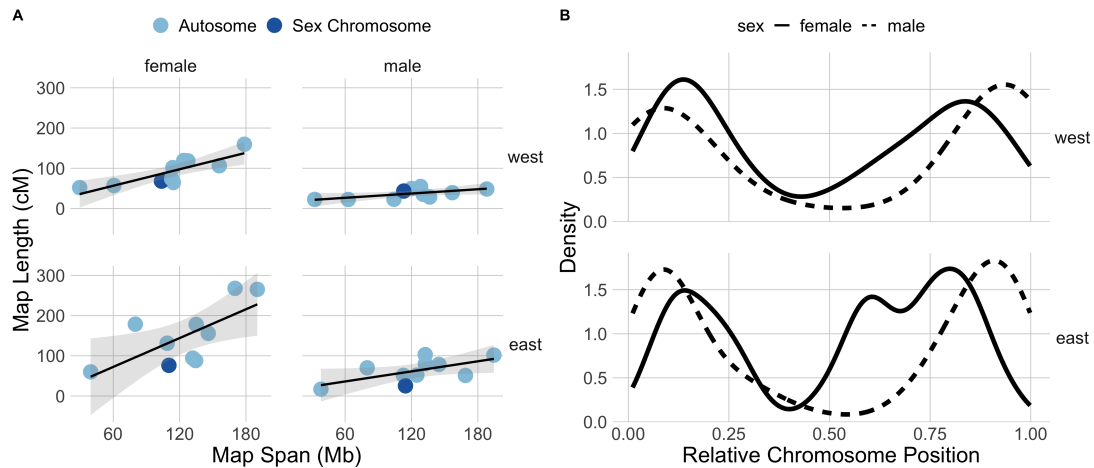 A
Autosome Sex Chromosome
female male
300
200
100
0
west
300
200
100
0
east
60 120 180 60 120 180
Map Length (cM)
Map Span (Mb)
B
sex female male
1.5
1.0
0.5
0.0
west
1.5
1.0
0.5
0.0
east
0.00 0.25 0.50 0.75 1.00
Density
Relative Chromosome Position